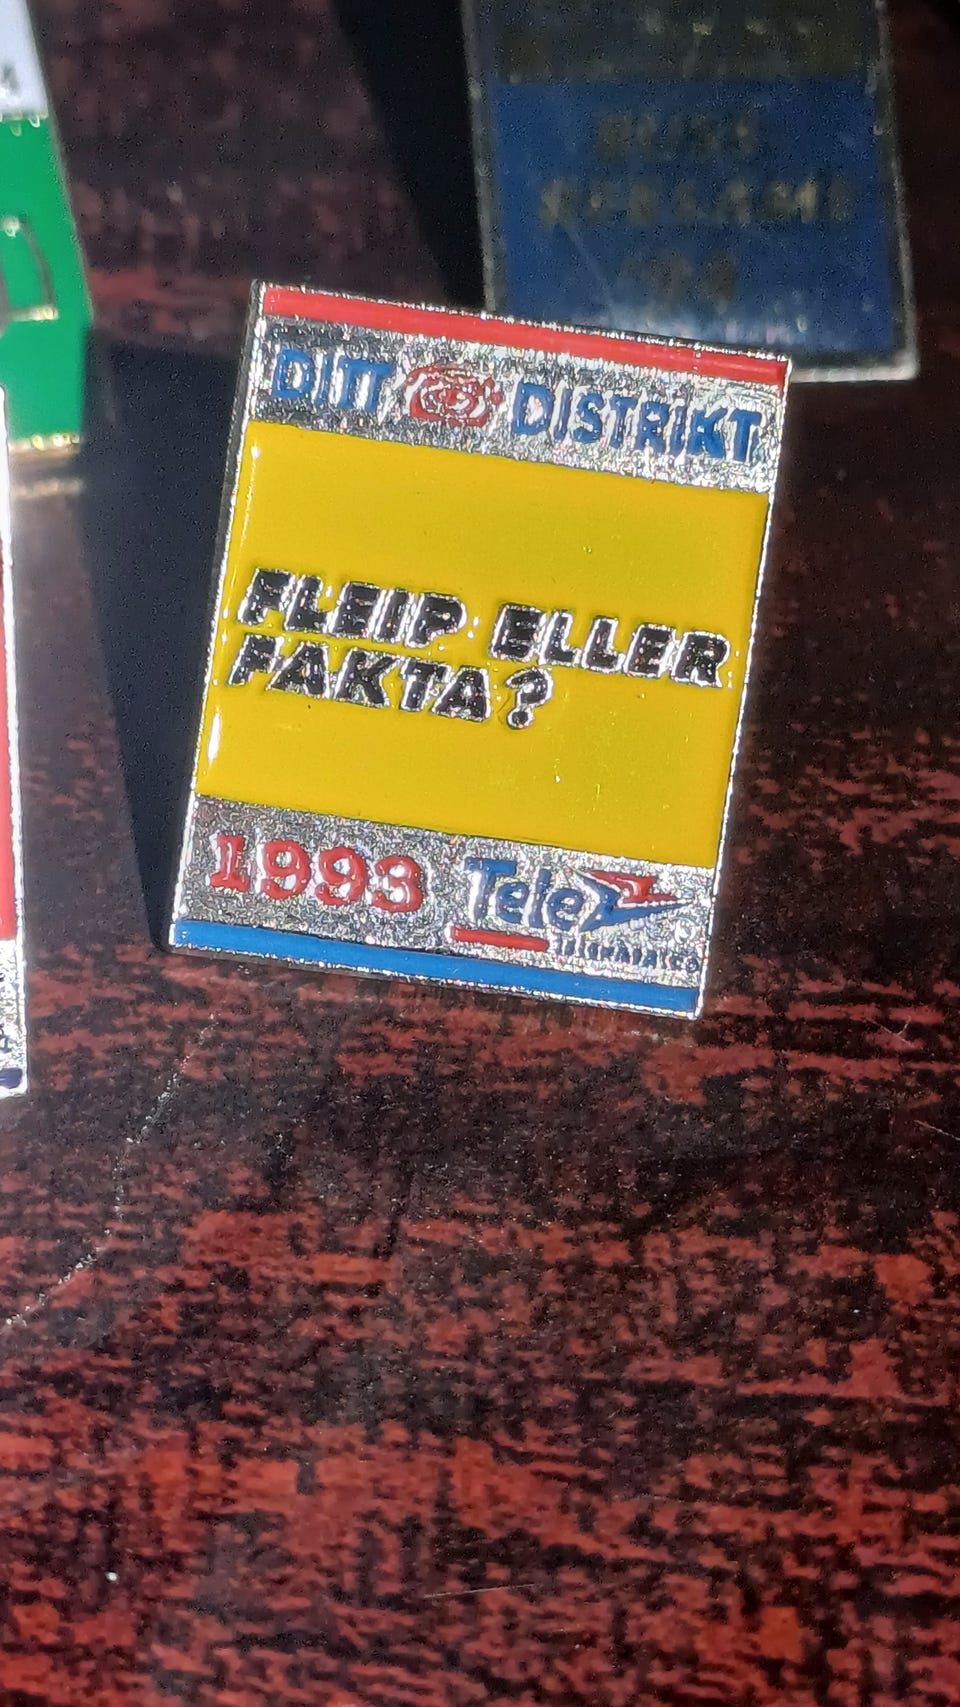 DITT DISTRIKT
FLEIP ELLER
FAKTA?
1993 Tele